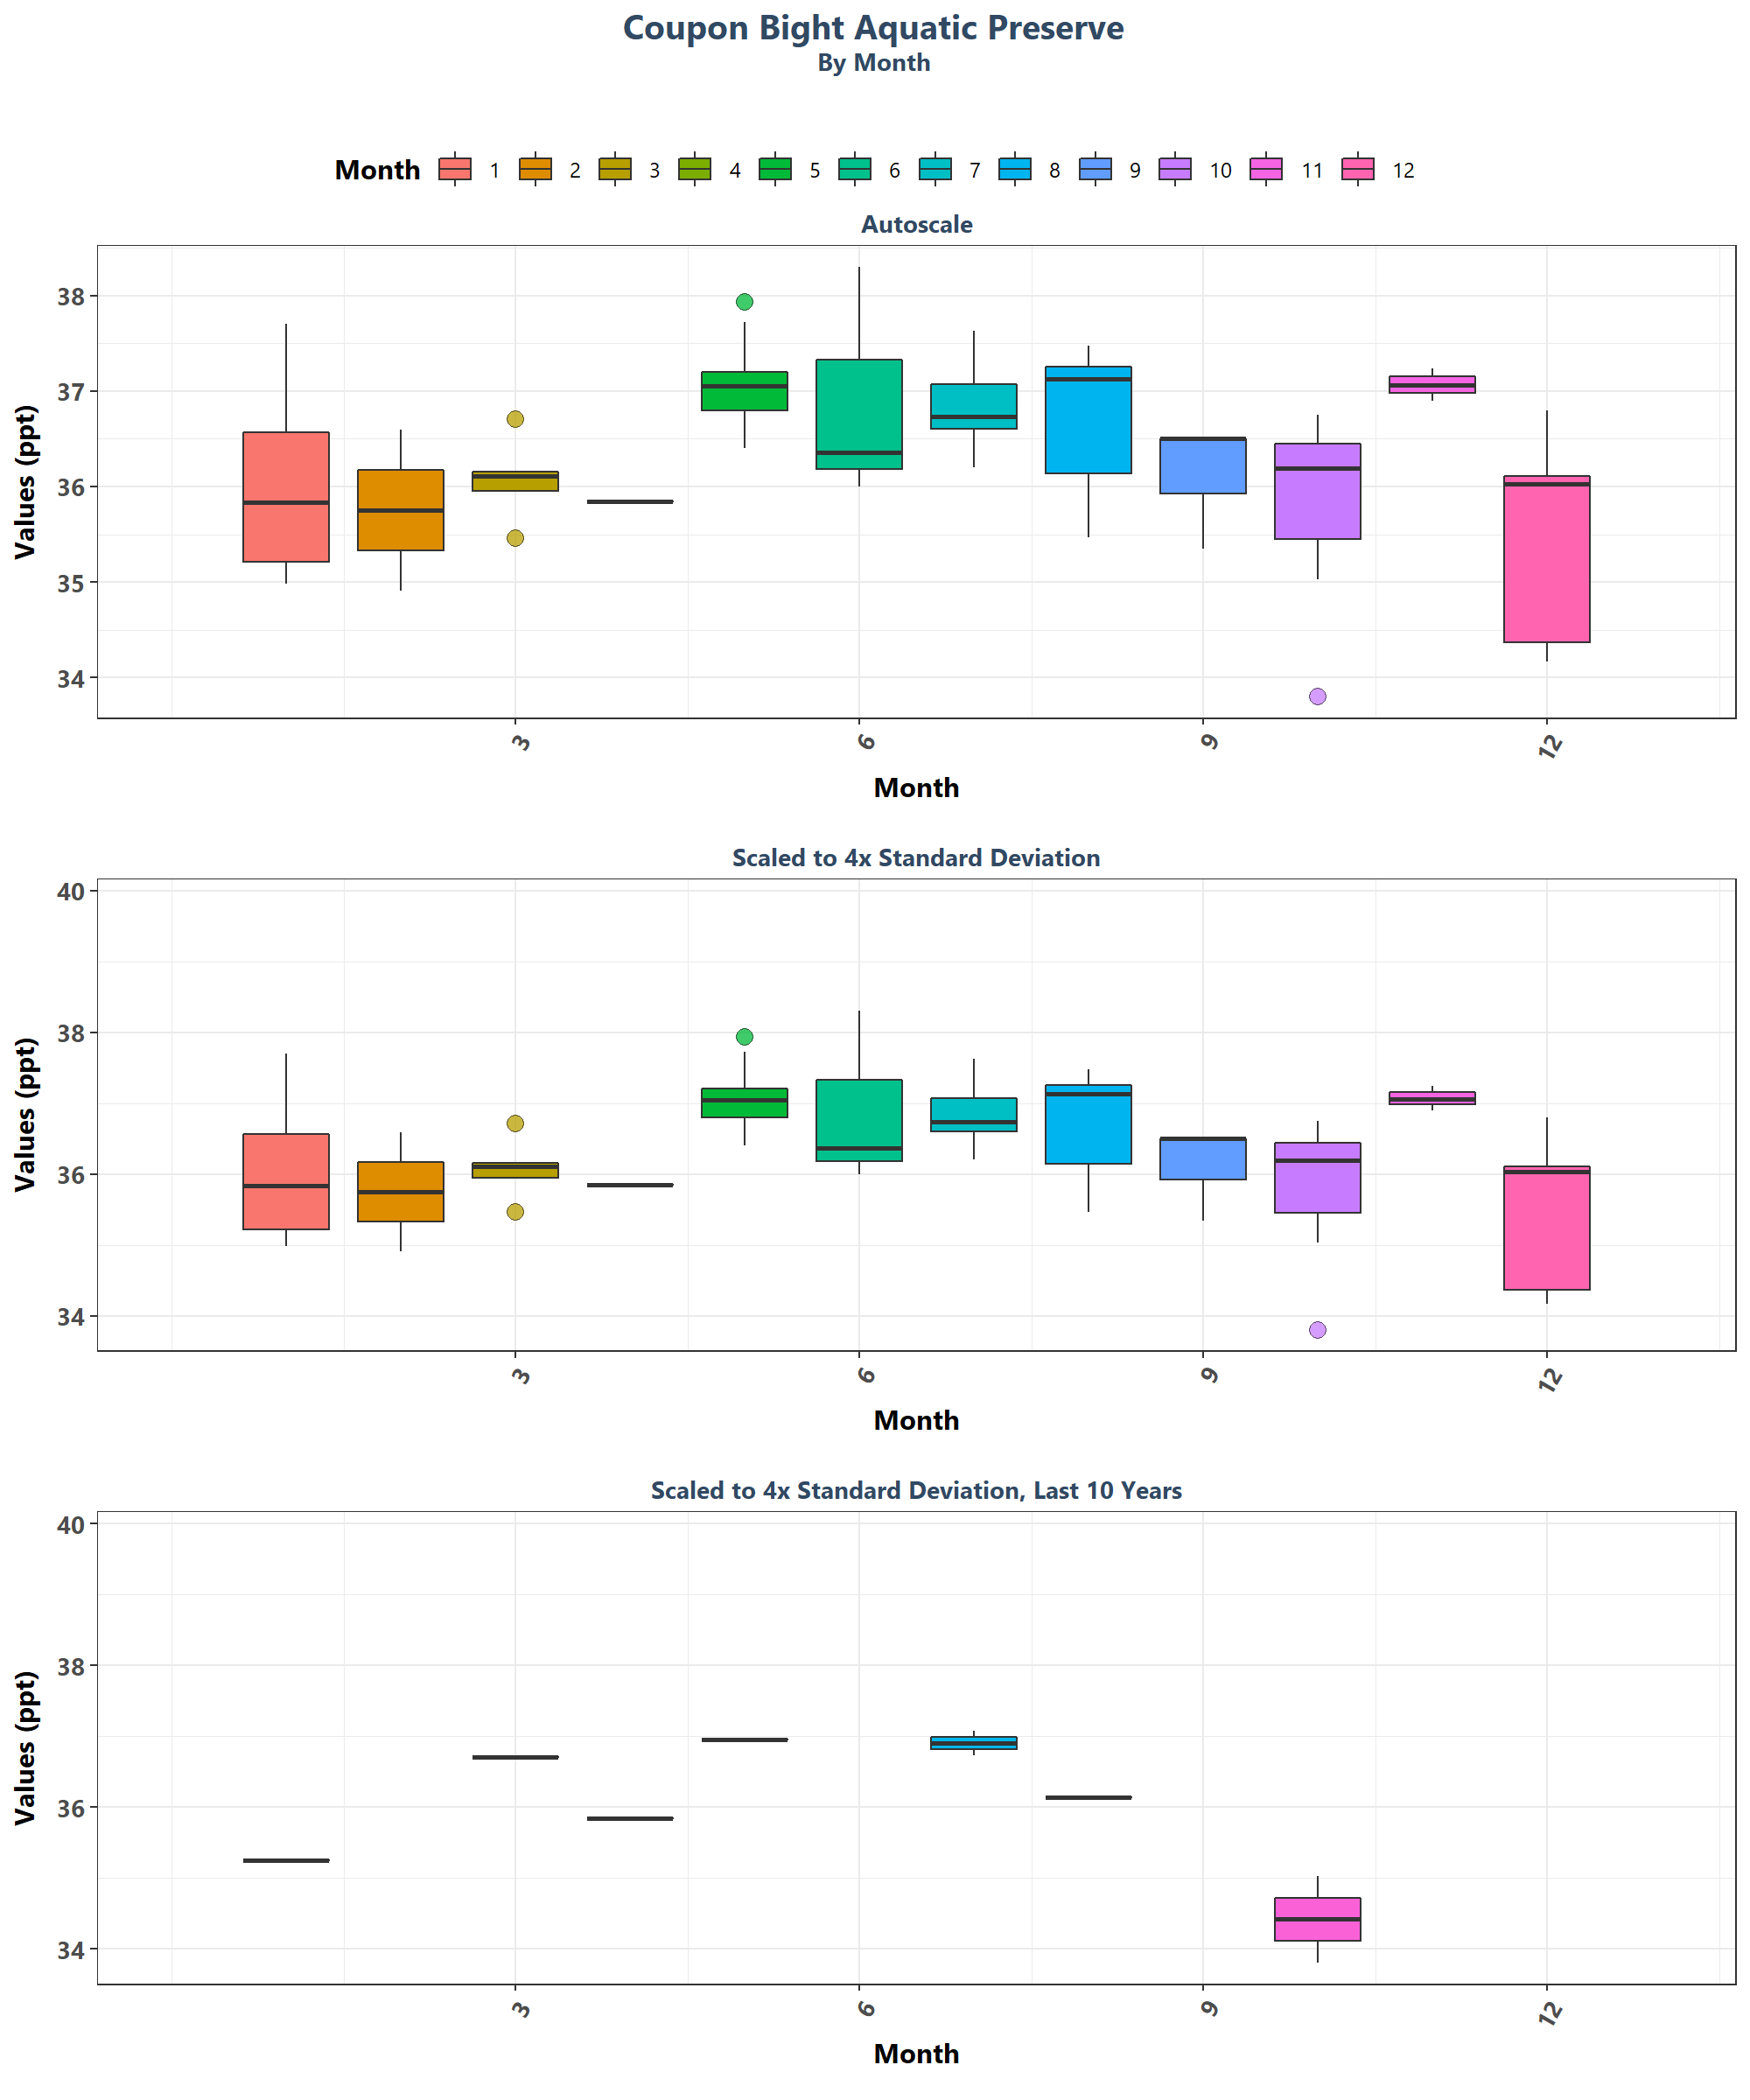 Coupon Bight Aquatic Preserve
By Month
Month 1 2 3 4 5 6 7 8 9 10 11 12
Autoscale
Values (ppt)
38
37
36
35
34
3 6 9 12
Month
Scaled to 4x Standard Deviation
Values (ppt)
40
38
36
34
3 6 9 12
Month
Scaled to 4x Standard Deviation, Last 10 Years
Values (ppt)
40
38
36
34
3 6 9 12
Month